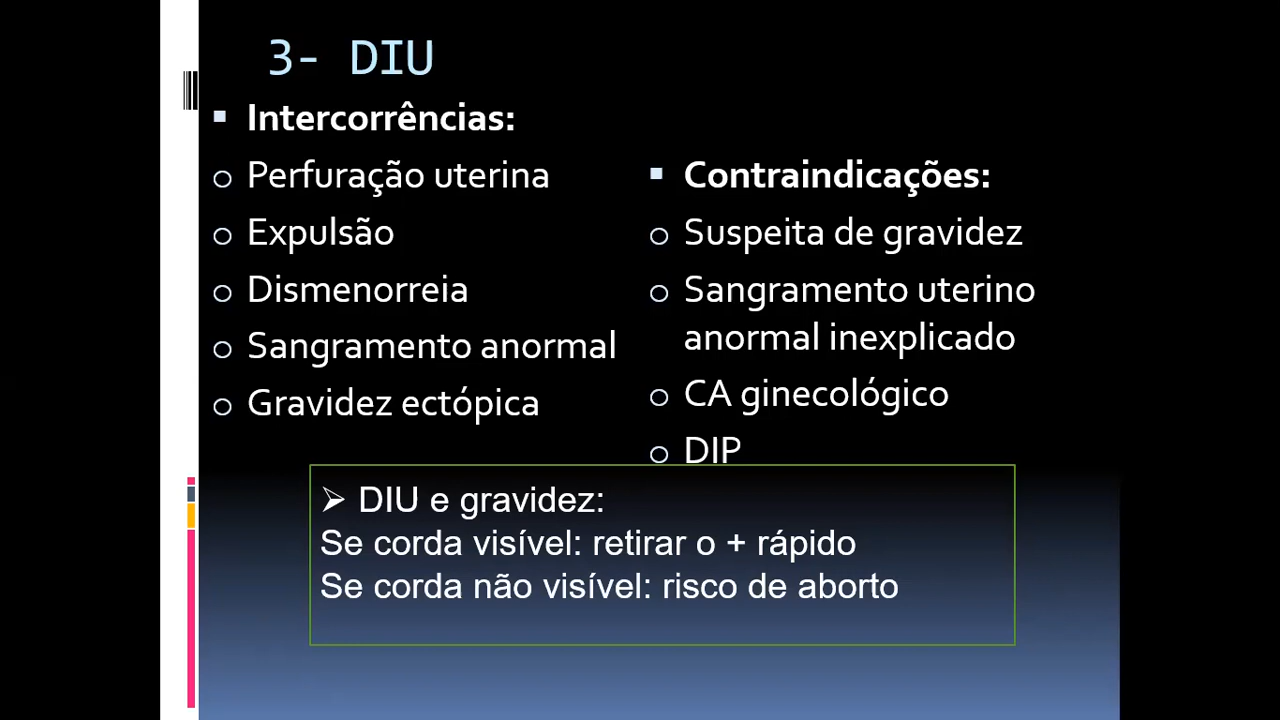 3- DIU
▪ Intercorrências:
o Perfuração uterina
o Expulsão
o Dismenorreia
o Sangramento anormal
o Gravidez ectópica
▪ Contraindicações:
o Suspeita de gravidez
o Sangramento uterino
anormal inexplicado
o CA ginecológico
o DIP
➢ DIU e gravidez:
Se corda visível: retirar o + rápido
Se corda não visível: risco de aborto